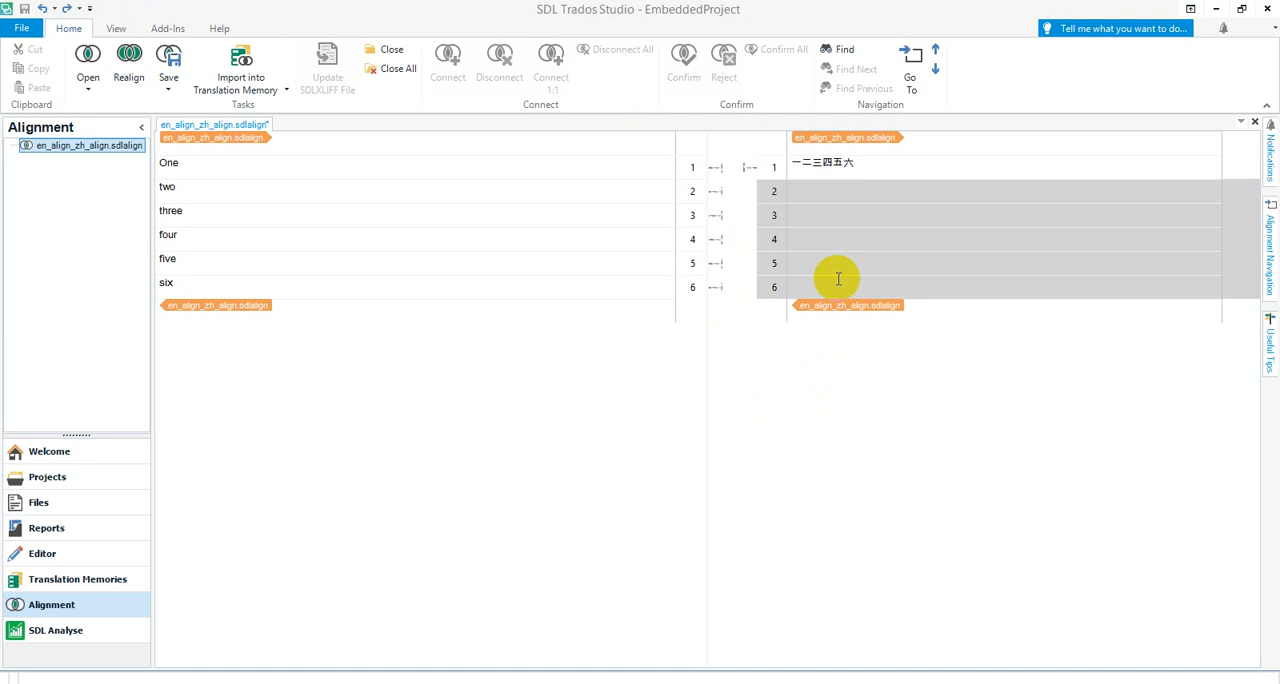 SDL Trados Studio - EmbeddedProject
File Home View Add-Ins Help Tell me what you want to do...
Cut
Copy
Paste
Clipboard
Open Realign Save Import into Translation Memory Update SDLXLIFF File
Close
Close All
Tasks
Connect Disconnect Connect 1:1 Disconnect All
Connect
Confirm Reject Confirm All
Confirm
Find
Find Next
Find Previous
Go To
Navigation
Alignment
en_align_zh_align.sdlalign
en_align_zh_align.sdlalign*
en_align_zh_align.sdlalign en_align_zh_align.sdlalign
One 1 1 一二三四五六
two 2 2
three 3 3
four 4 4
five 5 5
six 6 6
en_align_zh_align.sdlalign en_align_zh_align.sdlalign
Welcome
Projects
Files
Reports
Editor
Translation Memories
Alignment
SDL Analyse
Notifications
Alignment Navigation
Useful Tips